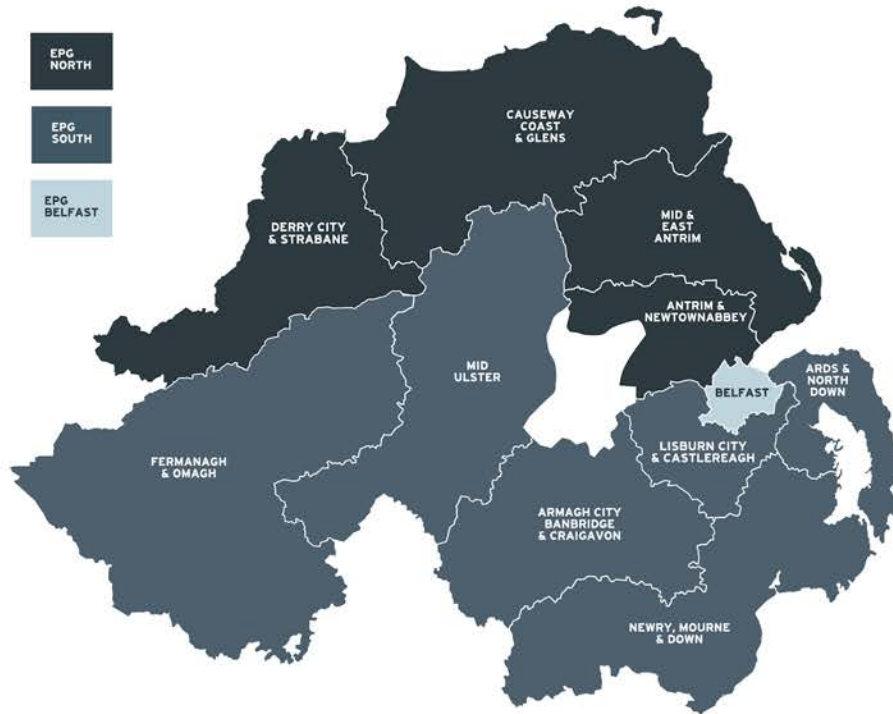 EPG
NORTH
EPG
SOUTH
EPG
BELFAST
CAUSEWAY
COAST
& GLENS
DERRY CITY
& STRABANE
MID &
EAST
ANTRIM
ANTRIM &
NEWTOWNABBEY
MID
ULSTER
BELFAST
ARDS &
NORTH
DOWN
FERMANAGH
& OMAGH
LISBURN CITY
& CASTLEREAGH
ARMAGH CITY
BANBRIDGE
& CRAIGAVON
NEWRY, MOURNE
& DOWN